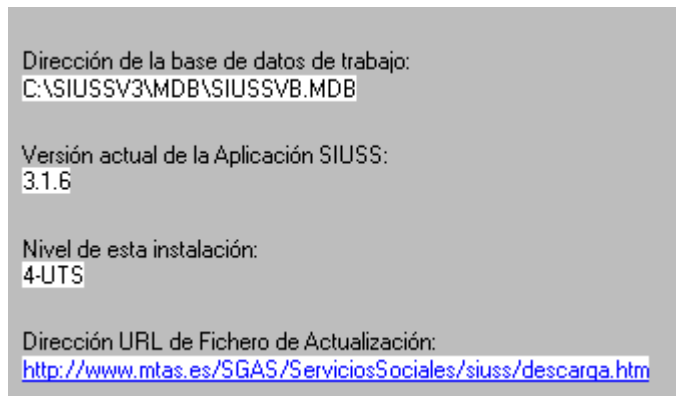 Dirección de la base de datos de trabajo:
C:\SIUSSV3\MDB\SIUSSVB.MDB
Versión actual de la Aplicación SIUSS:
3.1.6
Nivel de esta instalación:
4-UTS
Dirección URL de Fichero de Actualización:
http://www.mtas.es/SGAS/ServiciosSociales/siuss/descarga.htm